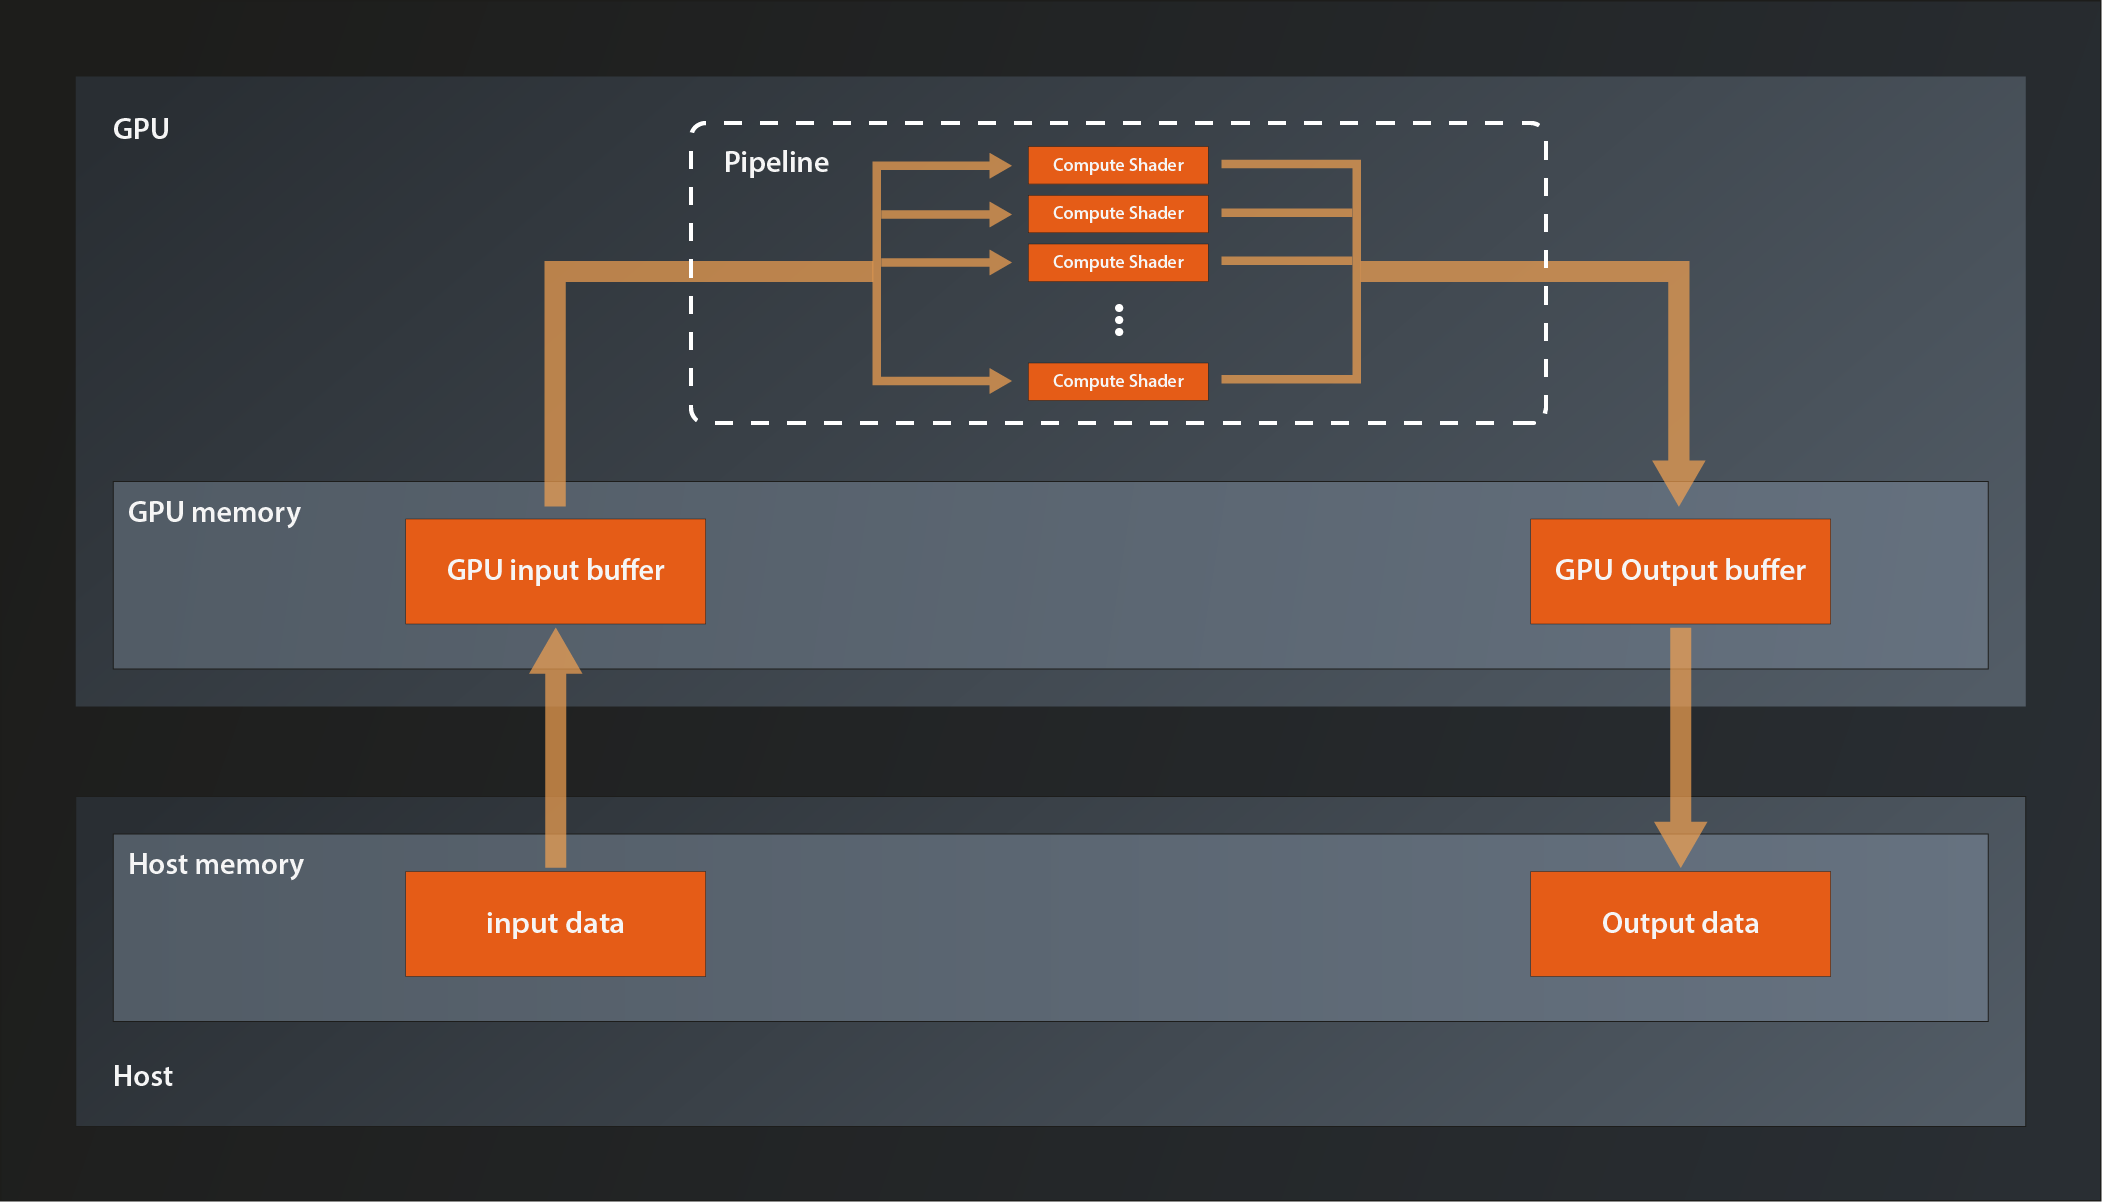 GPU
Pipeline
Compute Shader
Compute Shader
Compute Shader
Compute Shader
GPU memory
GPU input buffer
GPU Output buffer
Host memory
input data
Output data
Host